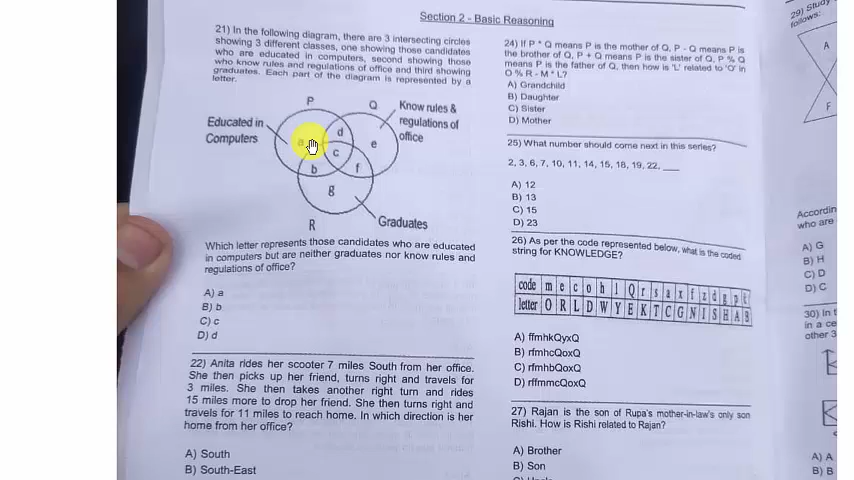 Section 2 - Basic Reasoning
21) In the following diagram, there are 3 intersecting circles
showing 3 different classes, one showing those candidates
who are educated in computers, second showing those
who know rules and regulations of office and third showing
graduates. Each part of the diagram is represented by a
letter.
P
Q
Know rules &
regulations of
office
Educated in
Computers
a
d
e
c
b
f
g
R
Graduates
Which letter represents those candidates who are educated
in computers but are neither graduates nor know rules and
regulations of office?
A) a
B) b
C) c
D) d
22) Anita rides her scooter 7 miles South from her office.
She then picks up her friend, turns right and travels for
3 miles. She then takes another right turn and rides
15 miles more to drop her friend. She then turns right and
travels for 11 miles to reach home. In which direction is her
home from her office?
A) South
B) South-East
24) If P * Q means P is the mother of Q, P - Q means P is
the brother of Q, P + Q means P is the sister of Q, P % Q
means P is the father of Q, then how is 'L' related to 'O' in
O % R - M * L?
A) Grandchild
B) Daughter
C) Sister
D) Mother
25) What number should come next in this series?
2, 3, 6, 7, 10, 11, 14, 15, 18, 19, 22, ___
A) 12
B) 13
C) 15
D) 23
26) As per the code represented below, what is the coded
string for KNOWLEDGE?
code m e c o h l Q r s a x f z d g p t
letter O R L D W Y E K T C G N I S H A B
A) ffmhkQyxQ
B) rfmhcQoxQ
C) rfmhbQoxQ
D) rffmmcQoxQ
27) Rajan is the son of Rupa's mother-in-law's only son
Rishi. How is Rishi related to Rajan?
A) Brother
B) Son
29) Study
follows:
A
F
Accordin
who are
A) G
B) H
C) D
D) C
30) In t
in a ce
other 3
A) A
B) B